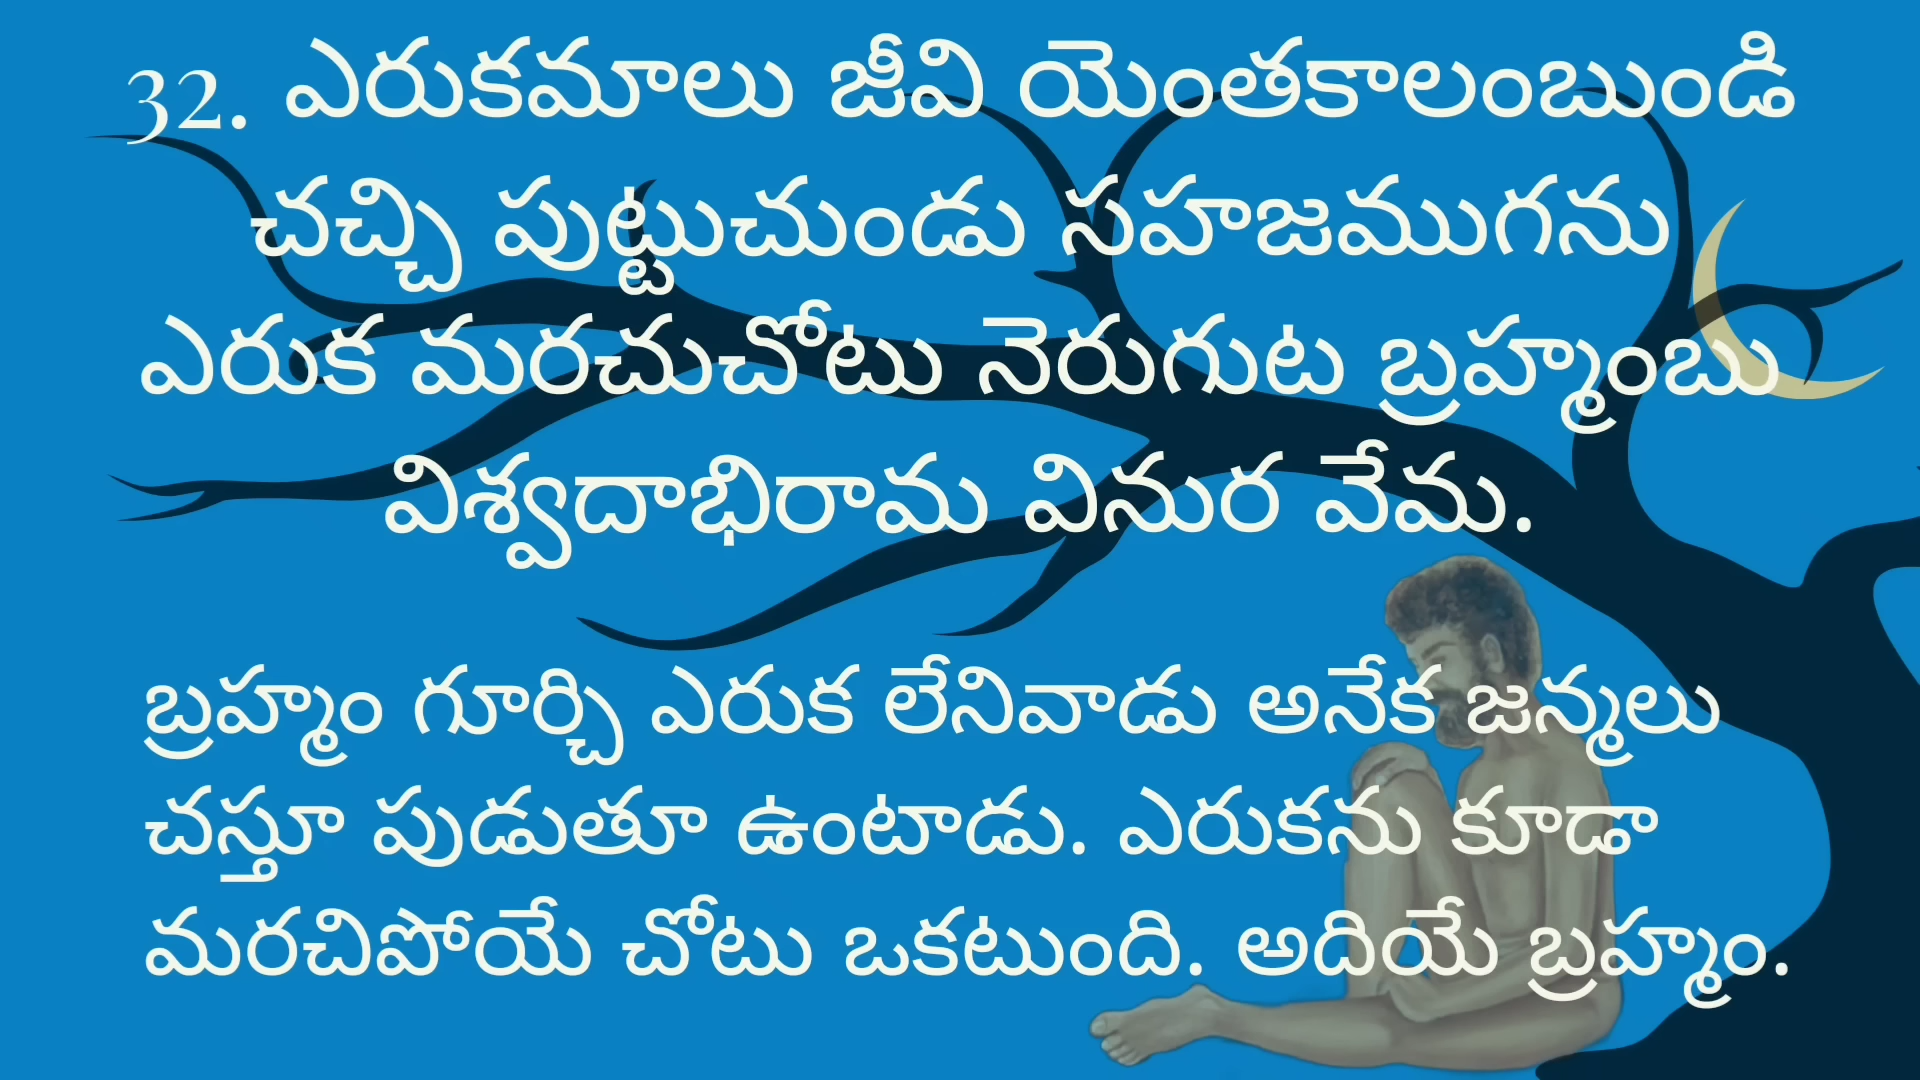 32. ఎరుకమాలు జీవి యెంతకాలంబుండి
చచ్చి పుట్టుచుండు సహజముగను
ఎరుక మరచుచోటు నెరుగుట బ్రహ్మంబు
విశ్వదాభిరామ వినుర వేమ.
బ్రహ్మం గూర్చి ఎరుక లేనివాడు అనేక జన్మలు
చస్తూ పుడుతూ ఉంటాడు. ఎరుకను కూడా
మరచిపోయే చోటు ఒకటుంది. అదియే బ్రహ్మం.